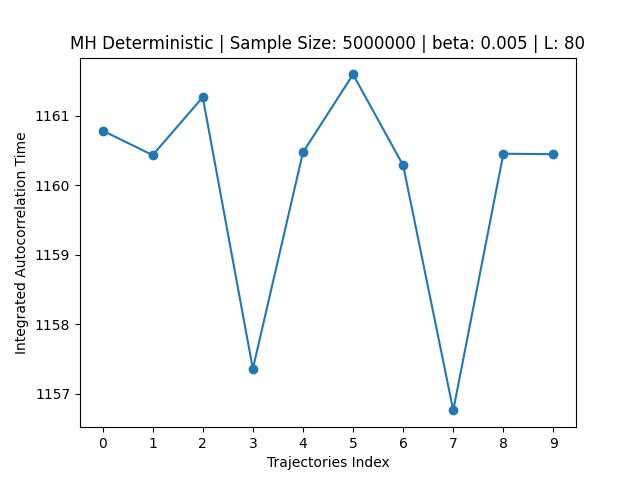 MH Deterministic | Sample Size: 5000000 | beta: 0.005 | L: 80
Integrated Autocorrelation Time
1161
1160
1159
1158
1157
0 1 2 3 4 5 6 7 8 9
Trajectories Index